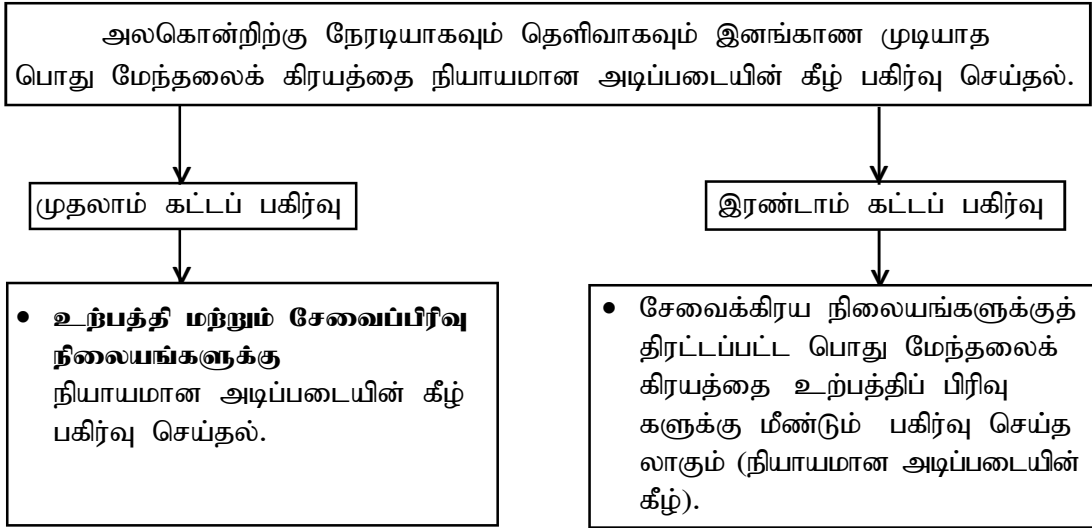 அலகொன்றிற்கு நேரடியாகவும் தெளிவாகவும் இனங்காண முடியாத
பொது மேந்தலைக் கிரயத்தை நியாயமான அடிப்படையின் கீழ் பகிர்வு செய்தல்.
முதலாம் கட்டப் பகிர்வு
இரண்டாம் கட்டப் பகிர்வு
• உற்பத்தி மற்றும் சேவைப்பிரிவு
நிலையங்களுக்கு
நியாயமான அடிப்படையின் கீழ்
பகிர்வு செய்தல்.
• சேவைக்கிரய நிலையங்களுக்குத்
திரட்டப்பட்ட பொது மேந்தலைக்
கிரயத்தை உற்பத்திப் பிரிவு
களுக்கு மீண்டும் பகிர்வு செய்த
லாகும் (நியாயமான அடிப்படையின்
கீழ்).